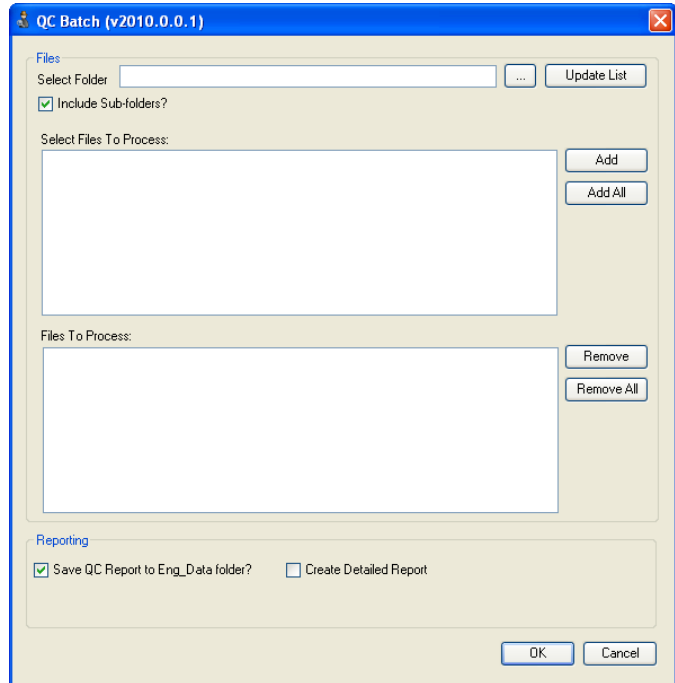 QC Batch (v2010.0.0.1)
Files
Select Folder ... Update List
Include Sub-folders?
Select Files To Process:
Add
Add All
Files To Process:
Remove
Remove All
Reporting
Save QC Report to Eng_Data folder? Create Detailed Report
OK Cancel